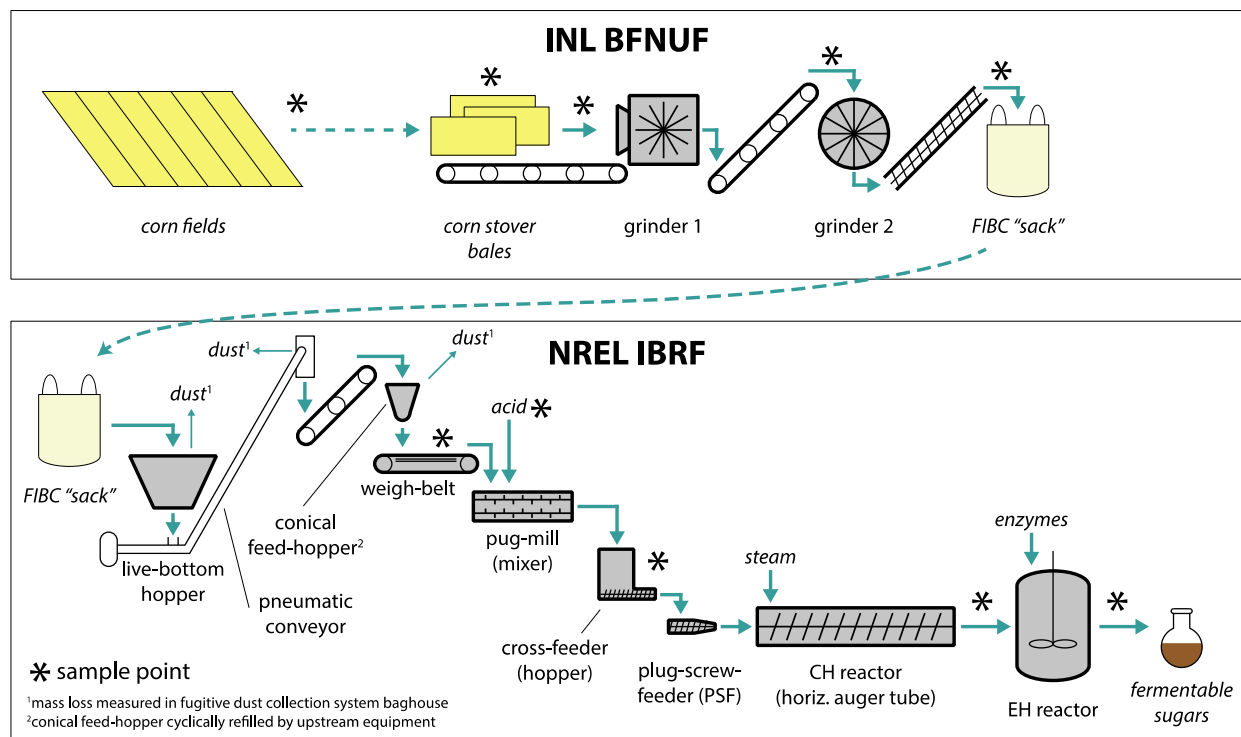 INL BFNUF
*
*
*
*
*
corn fields
corn stover
bales
grinder 1
grinder 2
FIBC “sack”
NREL IBRF
dust¹
dust¹
dust¹
acid *
*
FIBC “sack”
weigh-belt
conical
feed-hopper²
pug-mill
(mixer)
enzymes
live-bottom
hopper
pneumatic
conveyor
*
steam
*
*
cross-feeder
(hopper)
plug-screw-
feeder (PSF)
CH reactor
(horiz. auger tube)
EH reactor
fermentable
sugars
* sample point
¹mass loss measured in fugitive dust collection system baghouse
²conical feed-hopper cyclically refilled by upstream equipment